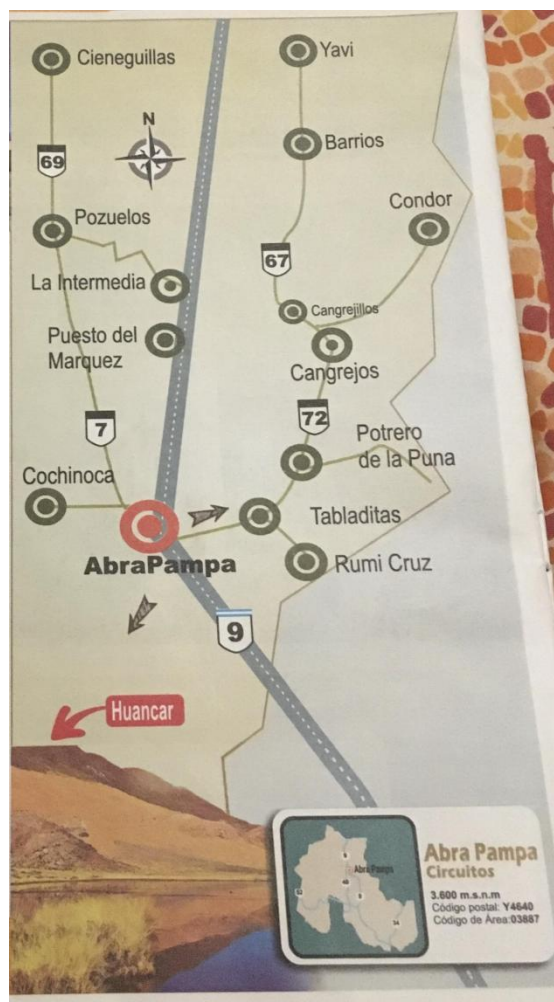 Cieneguillas
Yavi
N
Barrios
69
Condor
Pozuelos
67
La Intermedia
Cangrejillos
Puesto del
Marquez
Cangrejos
72
7
Potrero
de la Puna
Cochinoca
Tabladitas
AbraPampa
Rumi Cruz
9
Huancar
Abra Pampa
Abra Pampa
Circuitos
3.600 m.s.n.m
Código postal: Y4640
Código de Área:03887